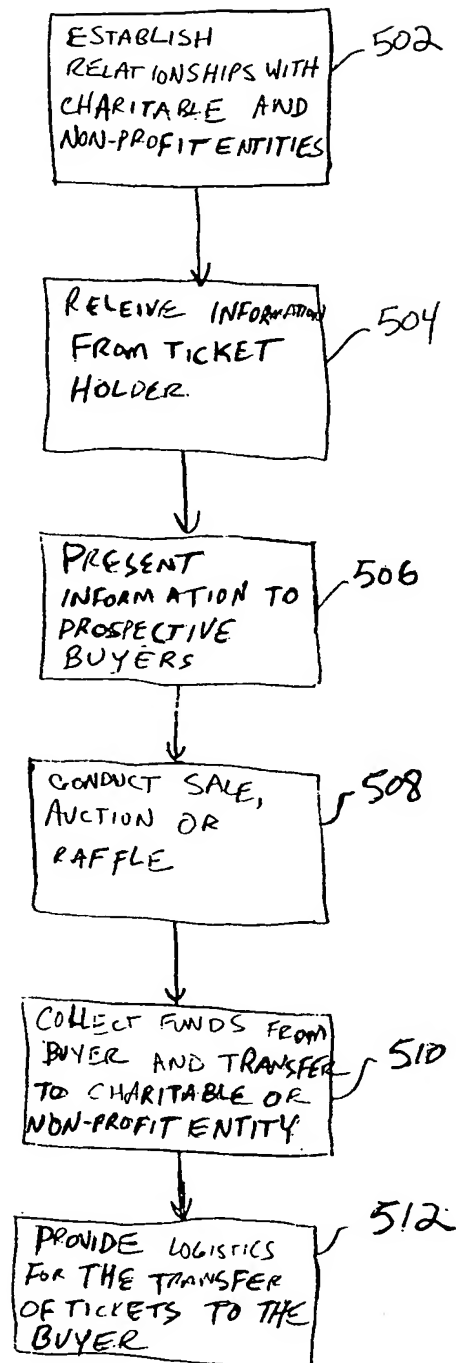 ESTABLISH
RELATIONSHIPS WITH
CHARITABLE AND
NON-PROFIT ENTITIES
502
RELEIVE INFORMATION
FROM TICKET
HOLDER.
504
PRESENT
INFORMATION TO
PROSPECTIVE
BUYERS
506
CONDUCT SALE,
AUCTION OR
RAFFLE
508
COLLECT FUNDS FROM
BUYER AND TRANSFER
TO CHARITABLE OR
NON-PROFIT ENTITY
510
PROVIDE LOGISTICS
FOR THE TRANSFER
OF TICKETS TO THE
BUYER
512